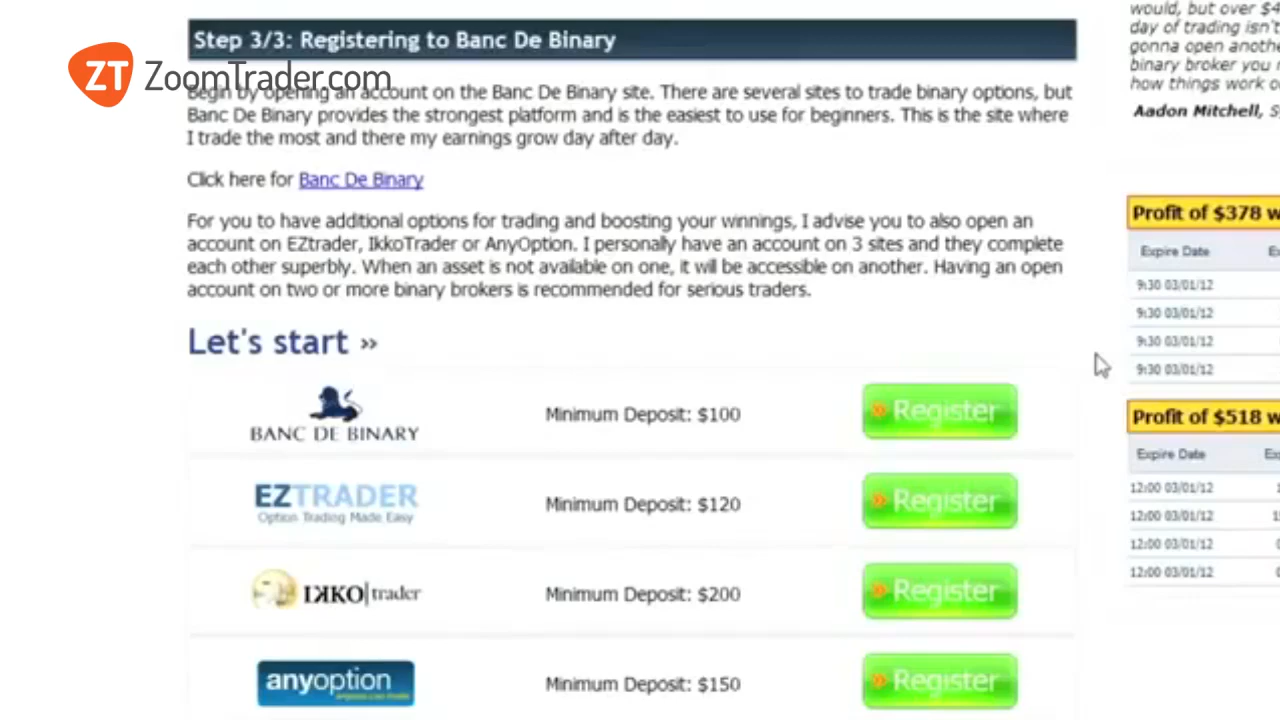 Step 3/3: Registering to Banc De Binary
ZT ZoomTrader.com
Begin by opening an account on the Banc De Binary site. There are several sites to trade binary options, but
Banc De Binary provides the strongest platform and is the easiest to use for beginners. This is the site where
I trade the most and there my earnings grow day after day.
Click here for Banc De Binary
For you to have additional options for trading and boosting your winnings, I advise you to also open an
account on EZtrader, IkkoTrader or AnyOption. I personally have an account on 3 sites and they complete
each other superbly. When an asset is not available on one, it will be accessible on another. Having an open
account on two or more binary brokers is recommended for serious traders.
Let's start »
BANC DE BINARY Minimum Deposit: $100 » Register
EZTRADER Minimum Deposit: $120 » Register
Option Trading Made Easy
IKKO|trader Minimum Deposit: $200 » Register
anyoption Minimum Deposit: $150 » Register
would, but over $4
day of trading isn't
gonna open anothe
binary broker you
how things work
Aadon Mitchell, S
Profit of $378 w
Expire Date
9:30 03/01/12
9:30 03/01/12
9:30 03/01/12
9:30 03/01/12
Profit of $518 w
Expire Date
12:00 03/01/12
12:00 03/01/12
12:00 03/01/12
12:00 03/01/12